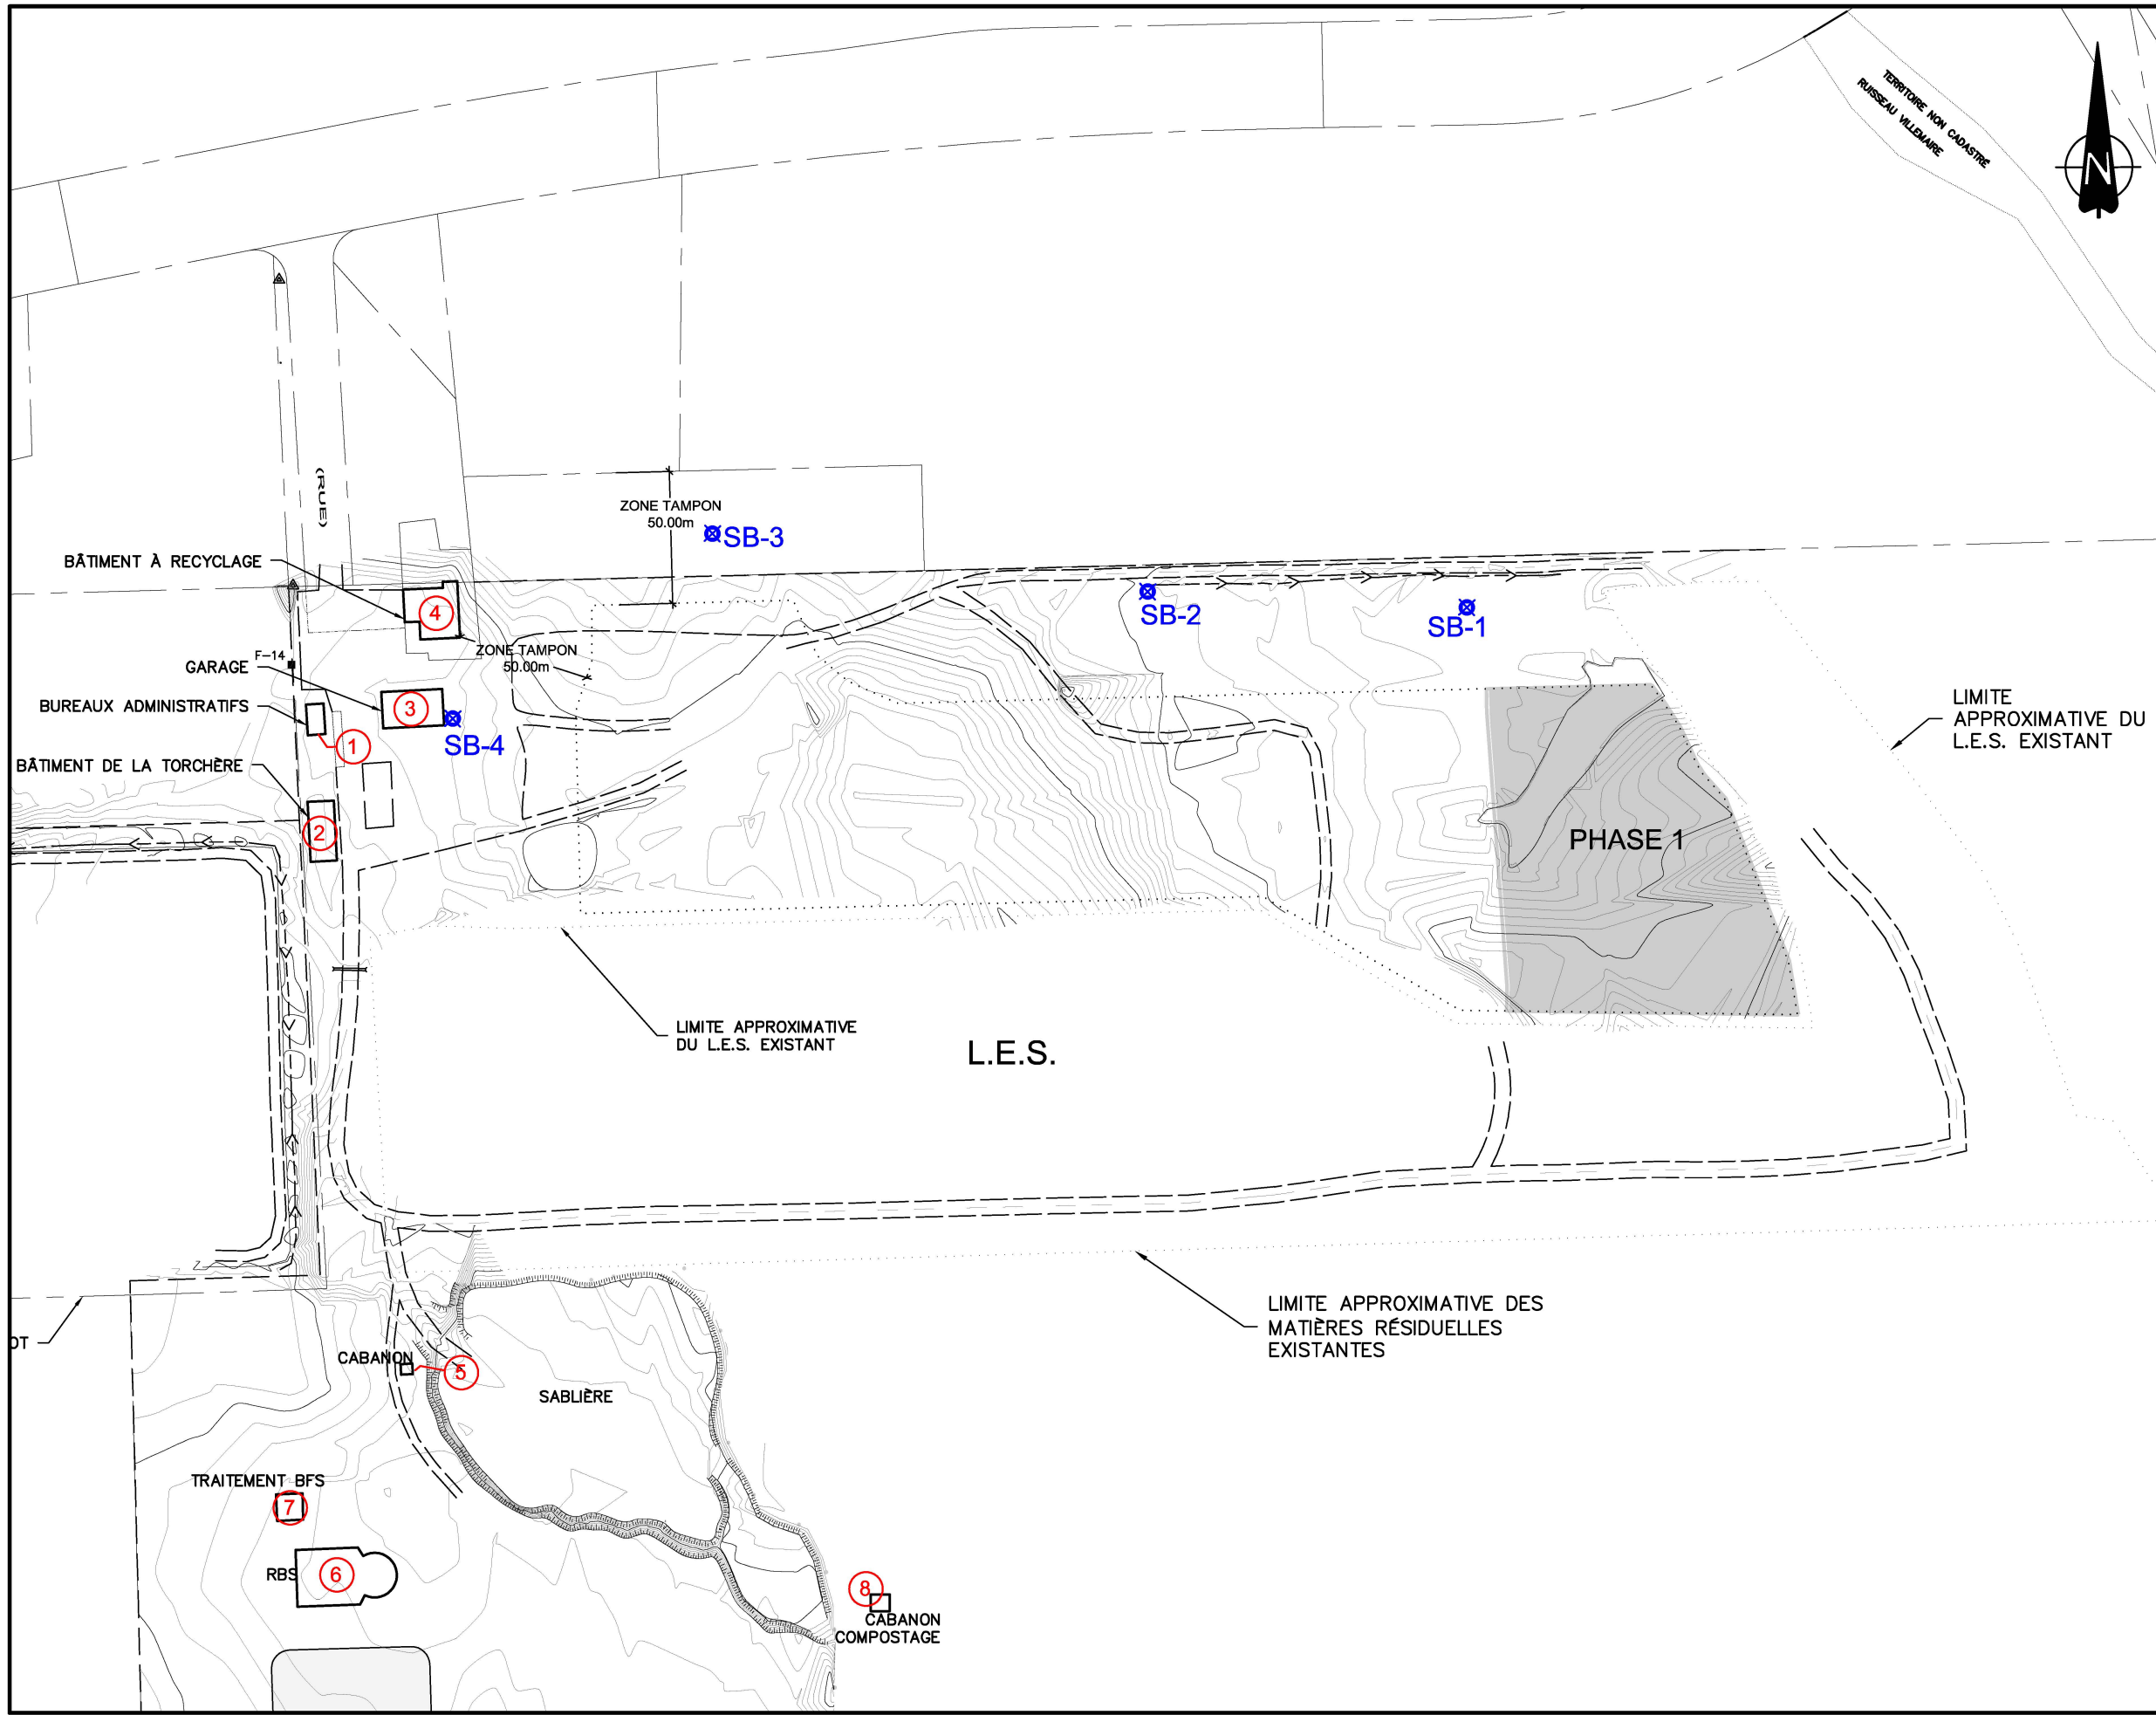 TERRITOIRE NON CADASTRÉ
RUISSEAU VILLEMAIRE
N
(RUE)
ZONE TAMPON
50.00m
SB-3
BÂTIMENT À RECYCLAGE
4
SB-2
SB-1
ZONE TAMPON
50.00m
F-14
GARAGE
3
BUREAUX ADMINISTRATIFS
1
SB-4
LIMITE
APPROXIMATIVE DU
L.E.S. EXISTANT
BÂTIMENT DE LA TORCHÈRE
2
PHASE 1
LIMITE APPROXIMATIVE
DU L.E.S. EXISTANT
L.E.S.
LIMITE APPROXIMATIVE DES
MATIÈRES RÉSIDUELLES
EXISTANTES
OT
CABANON
5
SABLIÈRE
TRAITEMENT BFS
7
RBS
6
8
CABANON
COMPOSTAGE